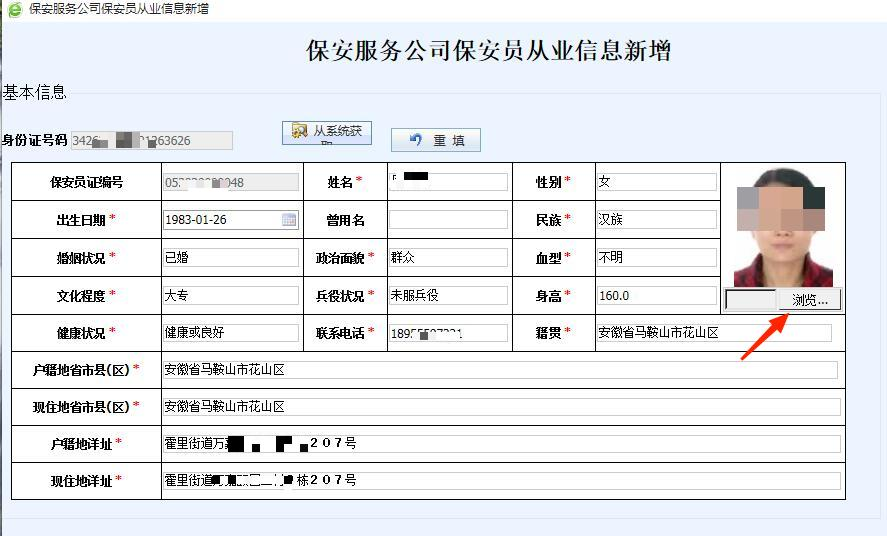 保安服务公司保安员从业信息新增
保安服务公司保安员从业信息新增
基本信息
身份证号码 3426 1263626 从系统获取 重 填
保安员证编号 05 048 姓名* 性别* 女
出生日期* 1983-01-26 曾用名 民族* 汉族
婚姻状况* 已婚 政治面貌* 群众 血型* 不明
文化程度* 大专 兵役状况* 未服兵役 身高* 160.0 浏览...
健康状况* 健康或良好 联系电话* 籍贯* 安徽省马鞍山市花山区
户籍地省市县(区)* 安徽省马鞍山市花山区
现住地省市县(区)* 安徽省马鞍山市花山区
户籍地详址* 霍里街道万 207号
现住地详址* 霍里街道 栋207号